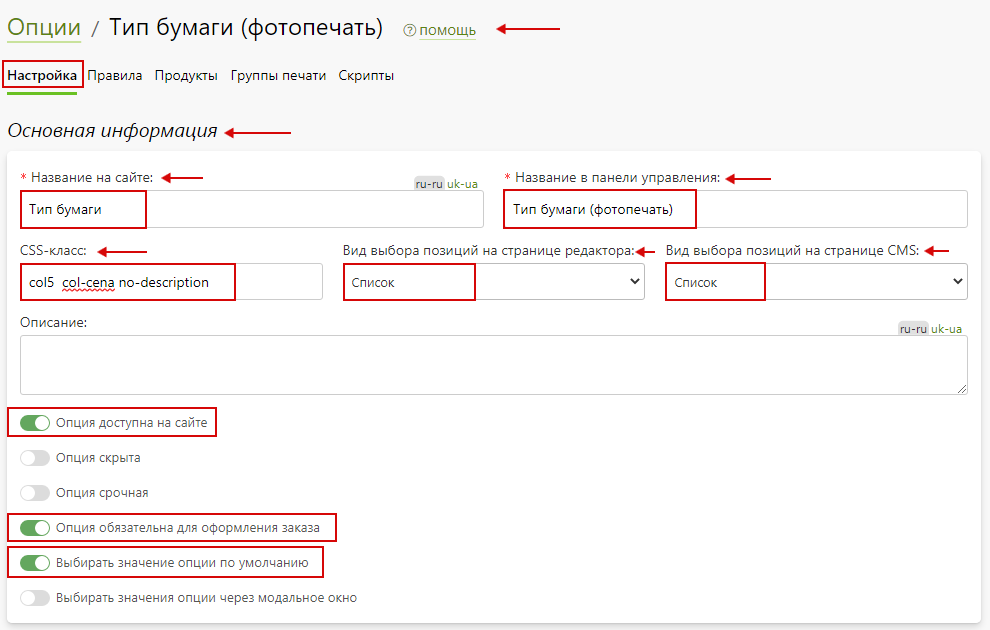 Опции / Тип бумаги (фотопечать) ? помощь
Настройка Правила Продукты Группы печати Скрипты
Основная информация
* Название на сайте: ru-ru uk-ua
Тип бумаги
* Название в панели управления:
Тип бумаги (фотопечать)
CSS-класс:
col5 col-cena no-description
Вид выбора позиций на странице редактора:
Список
Вид выбора позиций на странице CMS:
Список
Описание: ru-ru uk-ua
Опция доступна на сайте
Опция скрыта
Опция срочная
Опция обязательна для оформления заказа
Выбирать значение опции по умолчанию
Выбирать значения опции через модальное окно